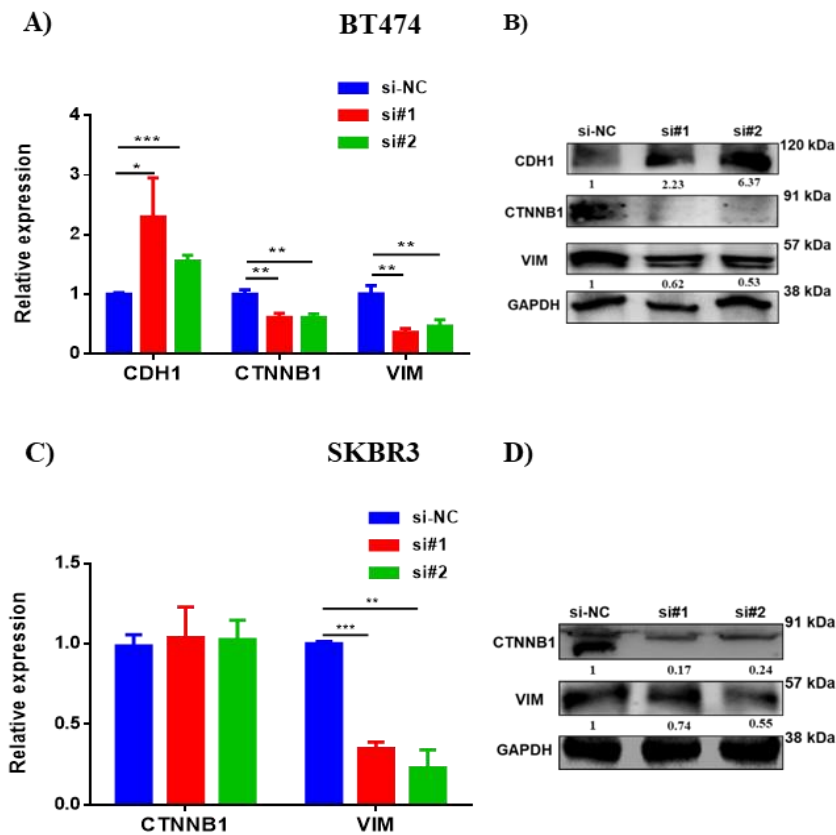 A)
BT474
si-NC
si#1
si#2
Relative expression
4
3
2
1
0
***
*
**
**
**
**
CDH1 CTNNB1 VIM
B)
si-NC si#1 si#2
120 kDa
CDH1
1 2.23 6.37
91 kDa
CTNNB1
57 kDa
VIM
1 0.62 0.53
38 kDa
GAPDH
C)
SKBR3
si-NC
si#1
si#2
Relative expression
1.5
1.0
0.5
0.0
**
***
CTNNB1 VIM
D)
si-NC si#1 si#2
91 kDa
CTNNB1
1 0.17 0.24
57 kDa
VIM
1 0.74 0.55
38 kDa
GAPDH